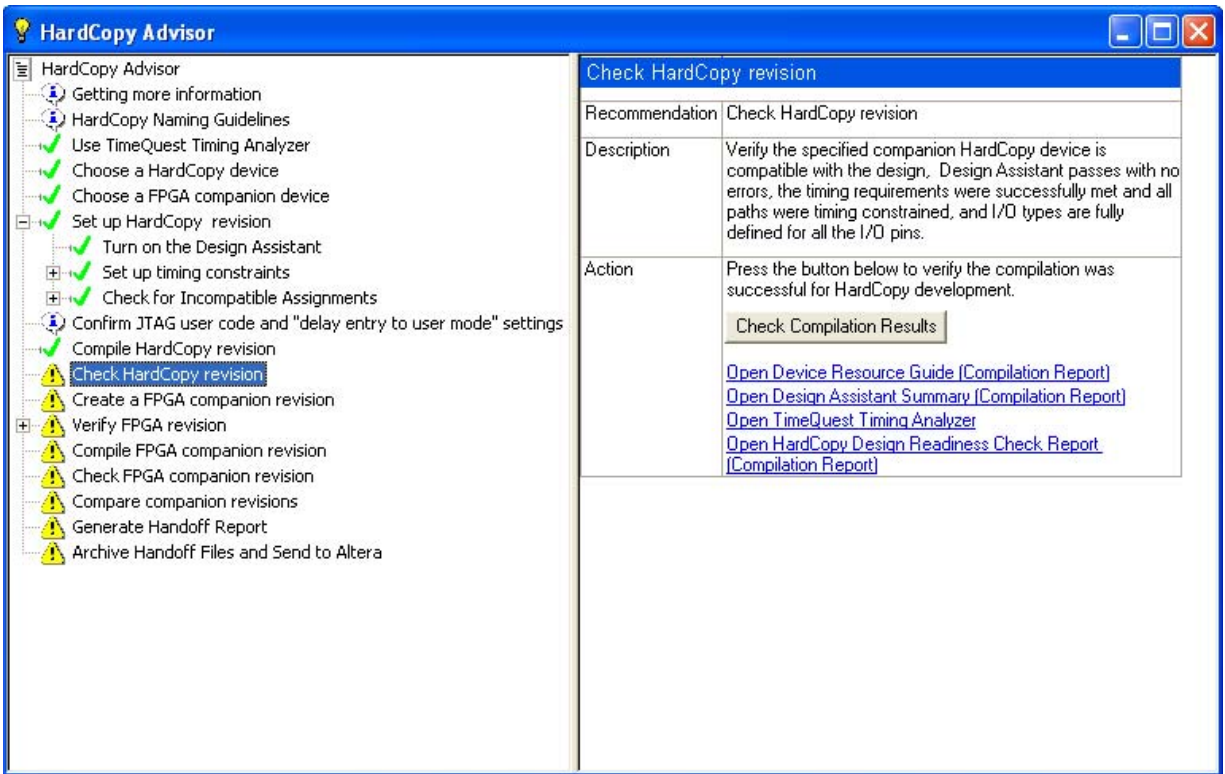 HardCopy Advisor
HardCopy Advisor
Getting more information
HardCopy Naming Guidelines
Use TimeQuest Timing Analyzer
Choose a HardCopy device
Choose a FPGA companion device
Set up HardCopy revision
Turn on the Design Assistant
Set up timing constraints
Check for Incompatible Assignments
Confirm JTAG user code and "delay entry to user mode" settings
Compile HardCopy revision
Check HardCopy revision
Create a FPGA companion revision
Verify FPGA revision
Compile FPGA companion revision
Check FPGA companion revision
Compare companion revisions
Generate Handoff Report
Archive Handoff Files and Send to Altera
Check HardCopy revision
Recommendation Check HardCopy revision
Description Verify the specified companion HardCopy device is
compatible with the design, Design Assistant passes with no
errors, the timing requirements were successfully met and all
paths were timing constrained, and I/O types are fully
defined for all the I/O pins.
Action Press the button below to verify the compilation was
successful for HardCopy development.
Check Compilation Results
Open Device Resource Guide (Compilation Report)
Open Design Assistant Summary (Compilation Report)
Open TimeQuest Timing Analyzer
Open HardCopy Design Readiness Check Report
(Compilation Report)